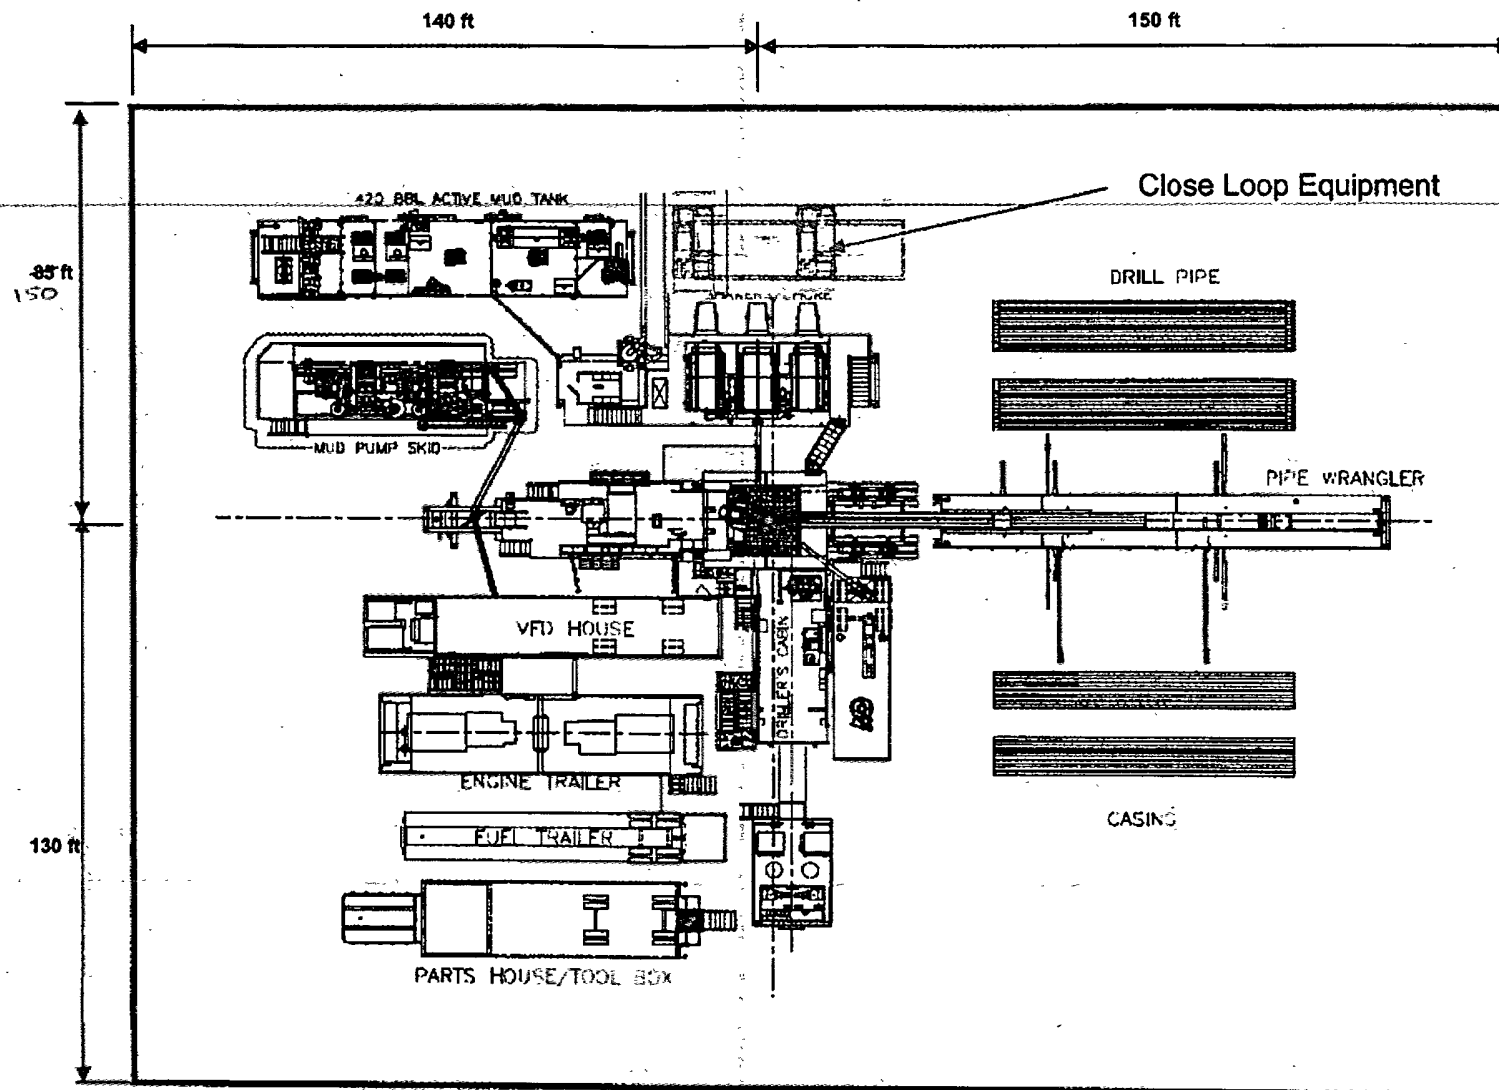 140 ft
150 ft
420 BBL ACTIVE MUD TANK
Close Loop Equipment
85 ft
150
DRILL PIPE
MUD PUMP SKID
PIPE WRANGLER
VFD HOUSE
DRILLER'S CABIN
ENGINE TRAILER
CASING
FUEL TRAILER
130 ft
PARTS HOUSE/TOOL BOX